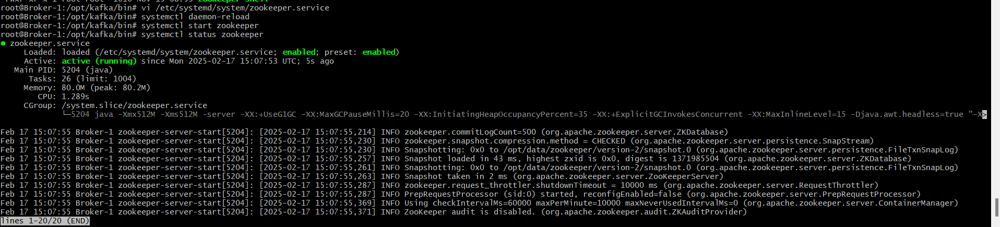 root@Broker-1:/opt/kafka/bin# vi /etc/systemd/system/zookeeper.service
root@Broker-1:/opt/kafka/bin# systemctl daemon-reload
root@Broker-1:/opt/kafka/bin# systemctl start zookeeper
root@Broker-1:/opt/kafka/bin# systemctl status zookeeper
● zookeeper.service
     Loaded: loaded (/etc/systemd/system/zookeeper.service; enabled; preset: enabled)
     Active: active (running) since Mon 2025-02-17 15:07:53 UTC; 5s ago
   Main PID: 5204 (java)
      Tasks: 26 (limit: 1004)
     Memory: 80.0M (peak: 80.2M)
        CPU: 1.289s
     CGroup: /system.slice/zookeeper.service
             └─5204 java -Xmx512M -Xms512M -server -XX:+UseG1GC -XX:MaxGCPauseMillis=20 -XX:InitiatingHeapOccupancyPercent=35 -XX:+ExplicitGCInvokesConcurrent -XX:MaxInlineLevel=15 -Djava.awt.headless=true "-X>
Feb 17 15:07:55 Broker-1 zookeeper-server-start[5204]: [2025-02-17 15:07:55,214] INFO zookeeper.commitLogCount=500 (org.apache.zookeeper.server.ZKDatabase)
Feb 17 15:07:55 Broker-1 zookeeper-server-start[5204]: [2025-02-17 15:07:55,230] INFO zookeeper.snapshot.compression.method = CHECKED (org.apache.zookeeper.server.persistence.SnapStream)
Feb 17 15:07:55 Broker-1 zookeeper-server-start[5204]: [2025-02-17 15:07:55,230] INFO Snapshotting: 0x0 to /opt/data/zookeeper/version-2/snapshot.0 (org.apache.zookeeper.server.persistence.FileTxnSnapLog)
Feb 17 15:07:55 Broker-1 zookeeper-server-start[5204]: [2025-02-17 15:07:55,257] INFO Snapshot loaded in 43 ms, highest zxid is 0x0, digest is 1371985504 (org.apache.zookeeper.server.ZKDatabase)
Feb 17 15:07:55 Broker-1 zookeeper-server-start[5204]: [2025-02-17 15:07:55,261] INFO Snapshotting: 0x0 to /opt/data/zookeeper/version-2/snapshot.0 (org.apache.zookeeper.server.persistence.FileTxnSnapLog)
Feb 17 15:07:55 Broker-1 zookeeper-server-start[5204]: [2025-02-17 15:07:55,263] INFO Snapshot taken in 2 ms (org.apache.zookeeper.server.ZooKeeperServer)
Feb 17 15:07:55 Broker-1 zookeeper-server-start[5204]: [2025-02-17 15:07:55,287] INFO zookeeper.request_throttler.shutdownTimeout = 10000 ms (org.apache.zookeeper.server.RequestThrottler)
Feb 17 15:07:55 Broker-1 zookeeper-server-start[5204]: [2025-02-17 15:07:55,287] INFO PrepRequestProcessor (sid:0) started, reconfigEnabled=false (org.apache.zookeeper.server.PrepRequestProcessor)
Feb 17 15:07:55 Broker-1 zookeeper-server-start[5204]: [2025-02-17 15:07:55,369] INFO Using checkIntervalMs=60000 maxPerMinute=10000 maxNeverUsedIntervalMs=0 (org.apache.zookeeper.server.ContainerManager)
Feb 17 15:07:55 Broker-1 zookeeper-server-start[5204]: [2025-02-17 15:07:55,371] INFO ZooKeeper audit is disabled. (org.apache.zookeeper.audit.ZKAuditProvider)
lines 1-20/20 (END)